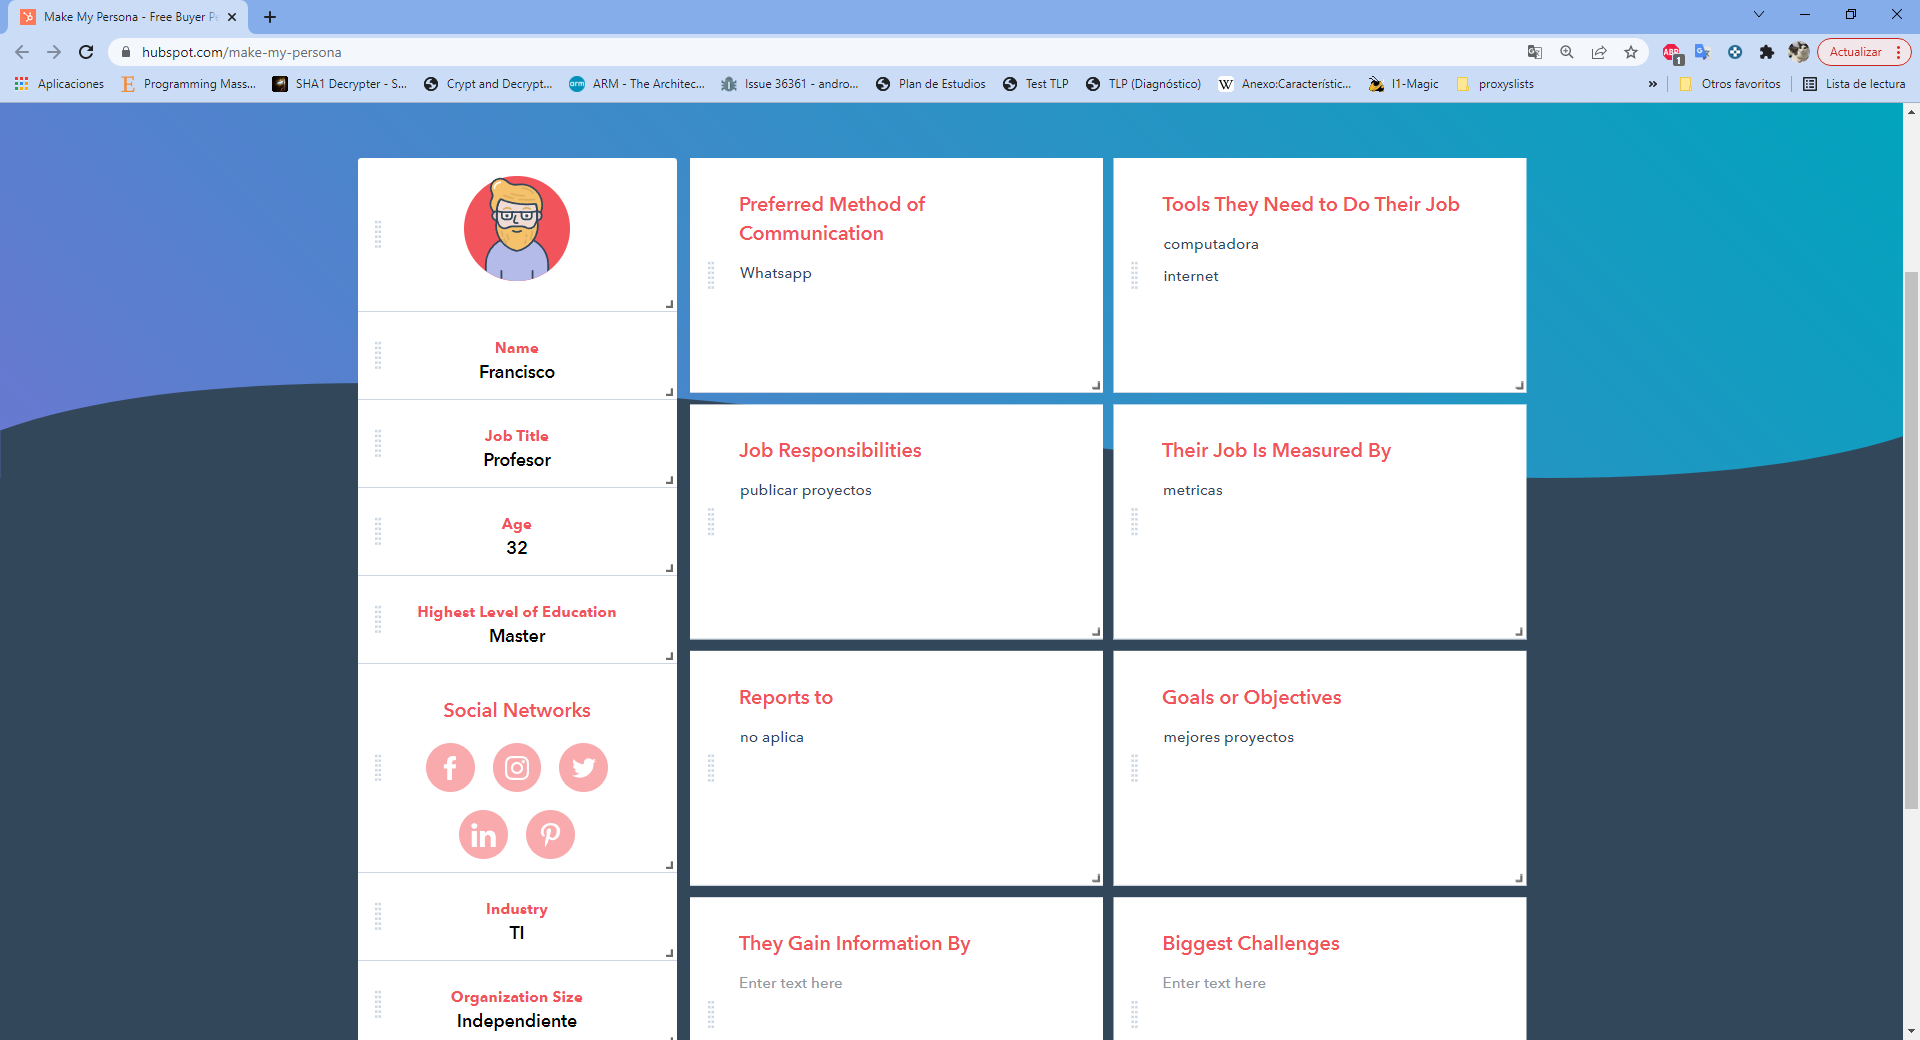 Make My Persona - Free Buyer Pe
hubspot.com/make-my-persona
ABP
1
Actualizar
Aplicaciones
Programming Mass...
SHA1 Decrypter - S...
Crypt and Decrypt...
arm
ARM - The Architec...
Issue 36361 - andro...
Plan de Estudios
Test TLP
TLP (Diagnóstico)
W
Anexo:Característic...
I1-Magic
proxyslists
»
Otros favoritos
Lista de lectura
Name
Francisco
Job Title
Profesor
Age
32
Highest Level of Education
Master
Social Networks
Industry
TI
Organization Size
Independiente
Preferred Method of
Communication
Whatsapp
Tools They Need to Do Their Job
computadora
internet
Job Responsibilities
publicar proyectos
Their Job Is Measured By
metricas
Reports to
no aplica
Goals or Objectives
mejores proyectos
They Gain Information By
Enter text here
Biggest Challenges
Enter text here